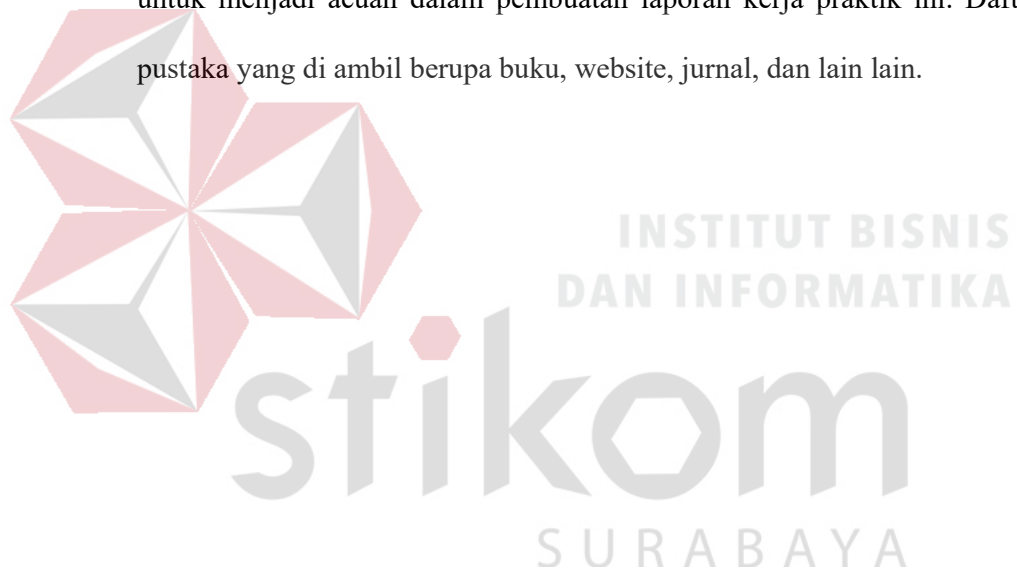 untuk menjadi acuan dalam pembuatan laporan kerja praktik ini. Daft
pustaka yang di ambil berupa buku, website, jurnal, dan lain lain.
INSTITUT BISNIS
DAN INFORMATIKA
stikom
SURABAYA